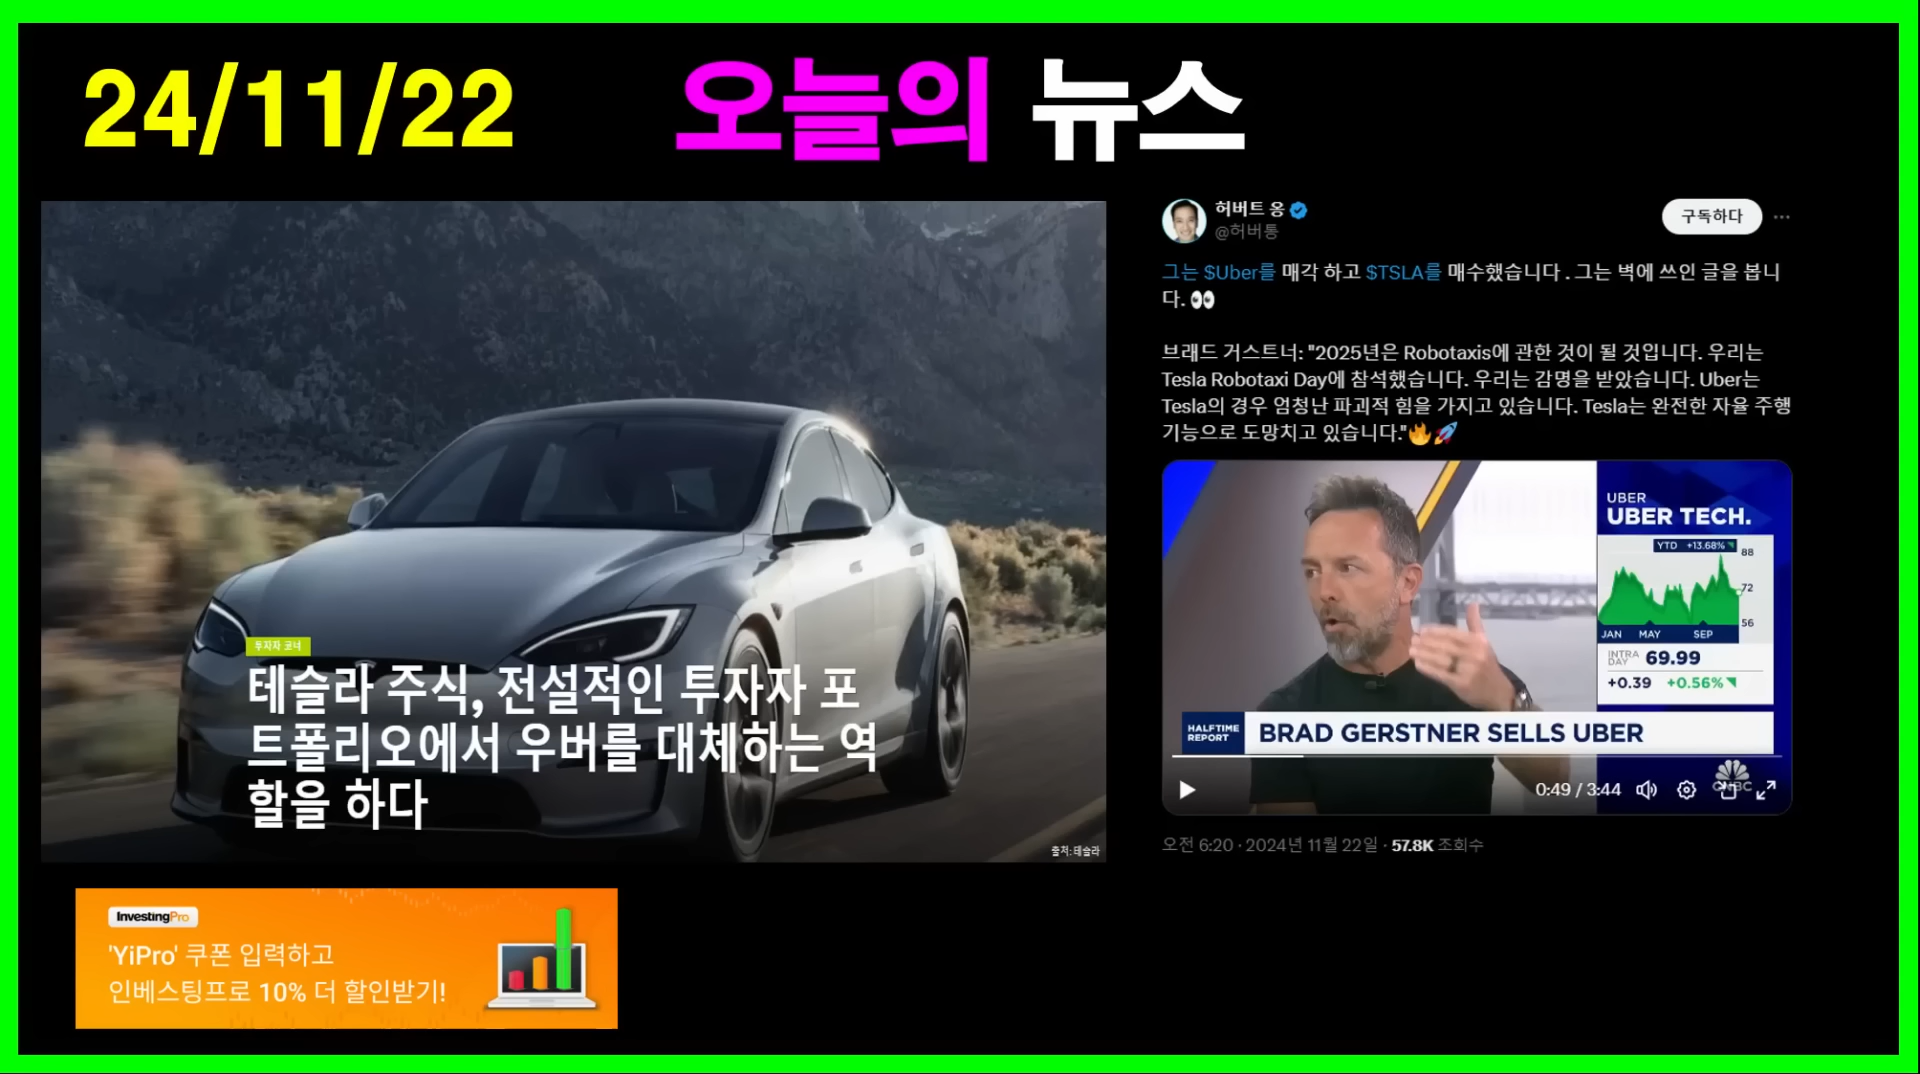 24/11/22
오늘의 뉴스
투자자 코너
테슬라 주식, 전설적인 투자자 포
트폴리오에서 우버를 대체하는 역
할을 하다
출처: 테슬라
InvestingPro
'YiPro' 쿠폰 입력하고
인베스팅프로 10% 더 할인받기!
허버트 옹
@허버통
구독하다
그는 $Uber를 매각 하고 $TSLA를 매수했습니다 . 그는 벽에 쓰인 글을 봅니
다. 👀
브래드 거스트너: "2025년은 Robotaxis에 관한 것이 될 것입니다. 우리는
Tesla Robotaxi Day에 참석했습니다. 우리는 감명을 받았습니다. Uber는
Tesla의 경우 엄청난 파괴적 힘을 가지고 있습니다. Tesla는 완전한 자율 주행
기능으로 도망치고 있습니다."🔥🚀
UBER
UBER TECH.
YTD +13.68%
88
72
56
JAN MAY SEP
INTRA
DAY 69.99
+0.39 +0.56%
HALFTIME
REPORT
BRAD GERSTNER SELLS UBER
0:49 / 3:44
CNBC
오전 6:20 · 2024년 11월 22일 · 57.8K 조회수